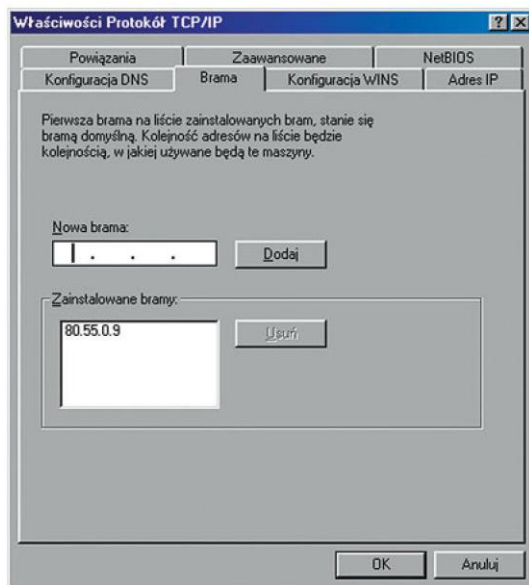 Właściwości Protokół TCP/IP
Powiązania Zaawansowane NetBIOS
Konfiguracja DNS Brama Konfiguracja WINS Adres IP
Pierwsza brama na liście zainstalowanych bram, stanie się
bramą domyślną. Kolejność adresów na liście będzie
kolejnością, w jakiej używane będą te maszyny.
Nowa brama:
. . .
Dodaj
Zainstalowane bramy:
80.55.0.9
Usuń
OK Anuluj